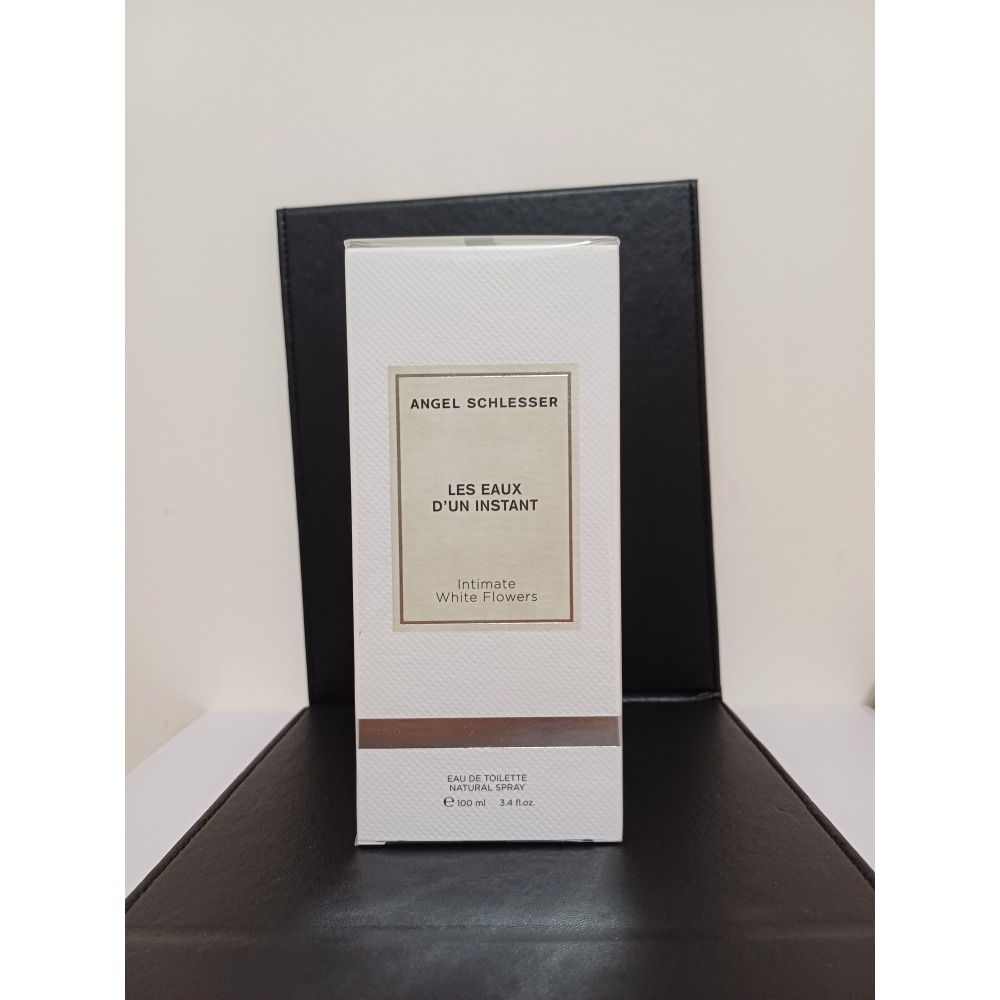 ANGEL SCHLESSER
LES EAUX
D'UN INSTANT
Intimate
White Flowers
EAU DE TOILETTE
NATURAL SPRAY
℮ 100 ml 3.4 fl.oz.